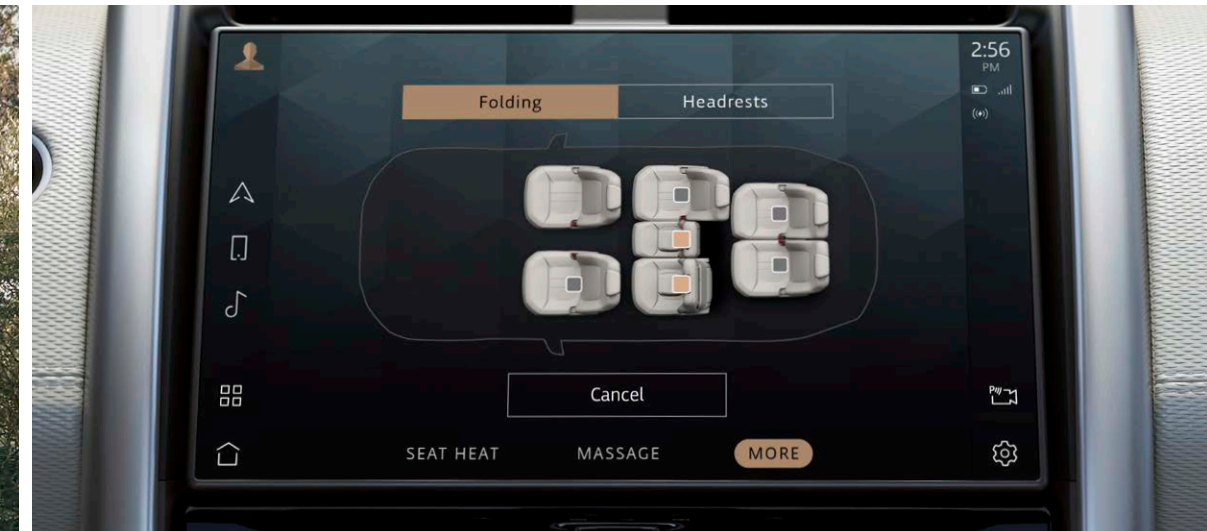 2:56
PM
Folding
Headrests
Cancel
SEAT HEAT
MASSAGE
MORE